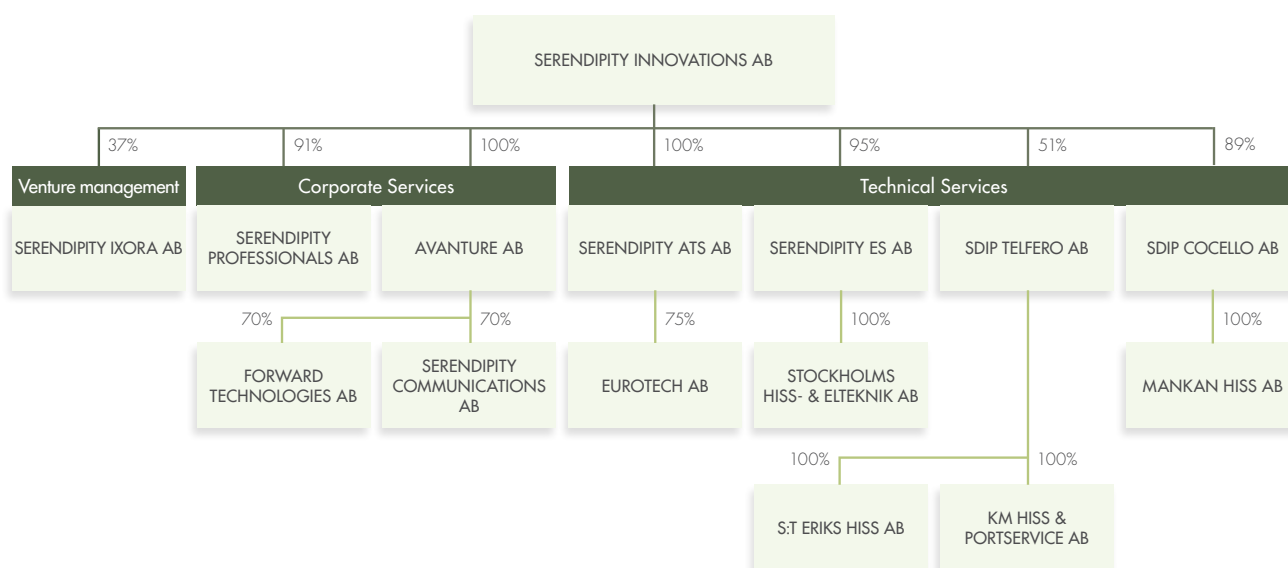 SERENDIPITY INNOVATIONS AB
37%
91%
100%
100%
95%
51%
89%
Venture management
Corporate Services
Technical Services
SERENDIPITY IXORA AB
SERENDIPITY
PROFESSIONALS AB
AVANTURE AB
SERENDIPITY ATS AB
SERENDIPITY ES AB
SDIP TELFERO AB
SDIP COCELLO AB
70%
70%
75%
100%
100%
FORWARD
TECHNOLOGIES AB
SERENDIPITY
COMMUNICATIONS
AB
EUROTECH AB
STOCKHOLMS
HISS- & ELTEKNIK AB
MANKAN HISS AB
100%
100%
S:T ERIKS HISS AB
KM HISS &
PORTSERVICE AB